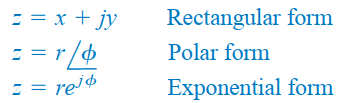 z = x + jy Rectangular form
z = r∠ϕ Polar form
z = re^{jϕ} Exponential form